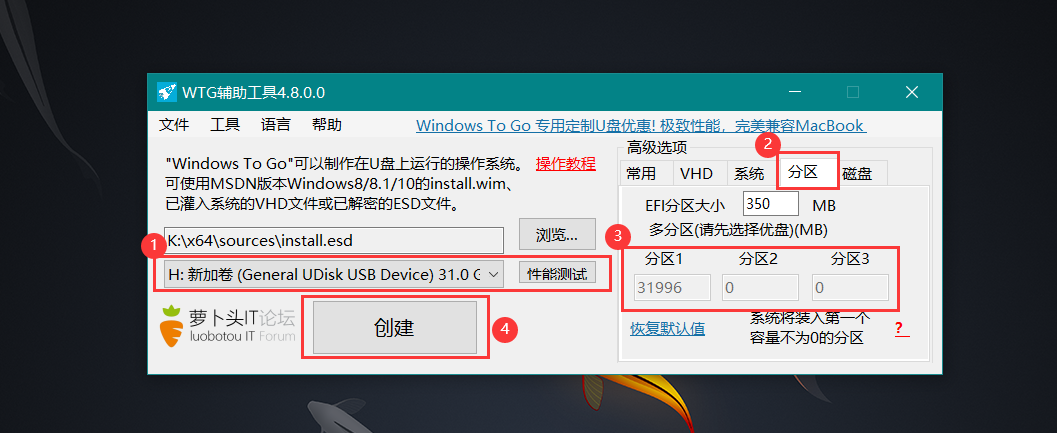 WTG辅助工具4.8.0.0
文件 工具 语言 帮助 Windows To Go 专用定制U盘优惠! 极致性能，完美兼容MacBook
"Windows To Go"可以制作在U盘上运行的操作系统。 操作教程
可使用MSDN版本Windows8/8.1/10的install.wim、
已灌入系统的VHD文件或已解密的ESD文件。
K:\x64\sources\install.esd 浏览...
1
H: 新加卷 (General UDisk USB Device) 31.0 G 性能测试
萝卜头IT论坛
luobotou IT Forum
创建
4
高级选项
2
常用 VHD 系统 分区 磁盘
EFI分区大小 350 MB
多分区(请先选择优盘)(MB)
3
分区1 分区2 分区3
31996 0 0
恢复默认值
系统将装入第一个
容量不为0的分区
?